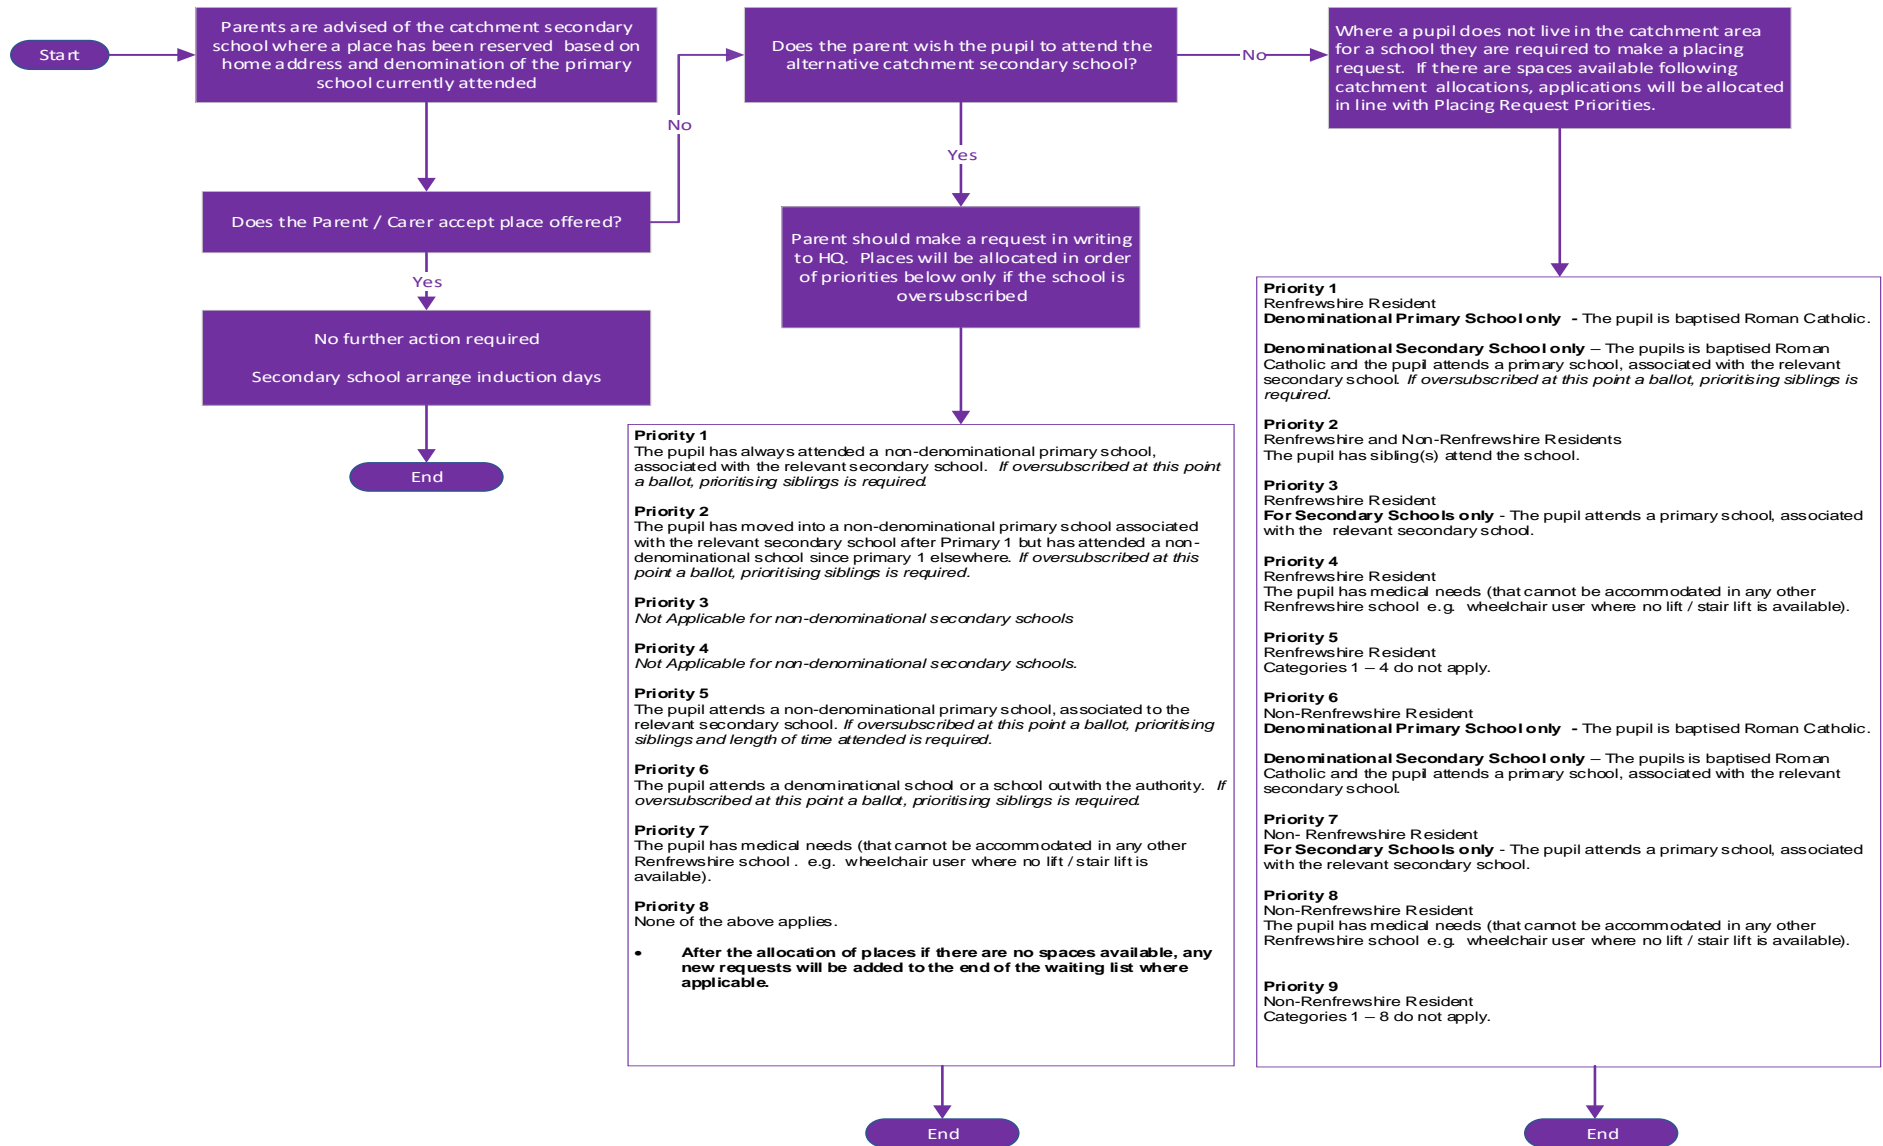 Start
Parents are advised of the catchment secondary
school where a place has been reserved based on
home address and denomination of the primary
school currently attended
No
Does the parent wish the pupil to attend the
alternative catchment secondary school?
No
Where a pupil does not live in the catchment area
for a school they are required to make a placing
request. If there are spaces available following
catchment allocations, applications will be allocated
in line with Placing Request Priorities.
Does the Parent / Carer accept place offered?
Yes
No further action required
Secondary school arrange induction days
End
Yes
Parent should make a request in writing
to HQ. Places will be allocated in order
of priorities below only if the school is
oversubscribed
Priority 1
The pupil has always attended a non-denominational primary school,
associated with the relevant secondary school. If oversubscribed at this point
a ballot, prioritising siblings is required.
Priority 2
The pupil has moved into a non-denominational primary school associated
with the relevant secondary school after Primary 1 but has attended a non-
denominational school since primary 1 elsewhere. If oversubscribed at this
point a ballot, prioritising siblings is required.
Priority 3
Not Applicable for non-denominational secondary schools
Priority 4
Not Applicable for non-denominational secondary schools.
Priority 5
The pupil attends a non-denominational primary school, associated to the
relevant secondary school. If oversubscribed at this point a ballot, prioritising
siblings and length of time attended is required.
Priority 6
The pupil attends a denominational school or a school outwith the authority. If
oversubscribed at this point a ballot, prioritising siblings is required.
Priority 7
The pupil has medical needs (that cannot be accommodated in any other
Renfrewshire school . e.g. wheelchair user where no lift / stair lift is
available).
Priority 8
None of the above applies.
• After the allocation of places if there are no spaces available, any
new requests will be added to the end of the waiting list where
applicable.
End
Priority 1
Renfrewshire Resident
Denominational Primary School only - The pupil is baptised Roman Catholic.
Denominational Secondary School only – The pupils is baptised Roman
Catholic and the pupil attends a primary school, associated with the relevant
secondary school. If oversubscribed at this point a ballot, prioritising siblings is
required.
Priority 2
Renfrewshire and Non-Renfrewshire Residents
The pupil has sibling(s) attend the school.
Priority 3
Renfrewshire Resident
For Secondary Schools only - The pupil attends a primary school, associated
with the relevant secondary school.
Priority 4
Renfrewshire Resident
The pupil has medical needs (that cannot be accommodated in any other
Renfrewshire school e.g. wheelchair user where no lift / stair lift is available).
Priority 5
Renfrewshire Resident
Categories 1 – 4 do not apply.
Priority 6
Non-Renfrewshire Resident
Denominational Primary School only - The pupil is baptised Roman Catholic.
Denominational Secondary School only – The pupils is baptised Roman
Catholic and the pupil attends a primary school, associated with the relevant
secondary school.
Priority 7
Non- Renfrewshire Resident
For Secondary Schools only - The pupil attends a primary school, associated
with the relevant secondary school.
Priority 8
Non-Renfrewshire Resident
The pupil has medical needs (that cannot be accommodated in any other
Renfrewshire school e.g. wheelchair user where no lift / stair lift is available).
Priority 9
Non-Renfrewshire Resident
Categories 1 – 8 do not apply.
End